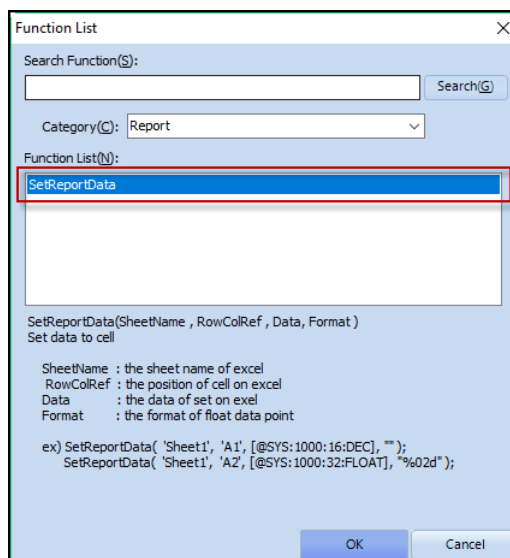 Function List
Search Function(S):
Search(G)
Category(C): Report
Function List(N):
SetReportData
SetReportData(SheetName , RowColRef , Data, Format )
Set data to cell
SheetName : the sheet name of excel
RowColRef : the position of cell on excel
Data : the data of set on exel
Format : the format of float data point
ex) SetReportData( 'Sheet1', 'A1', [@SYS:1000:16:DEC], "" );
SetReportData( 'Sheet1', 'A2', [@SYS:1000:32:FLOAT], "%02d" );
OK Cancel